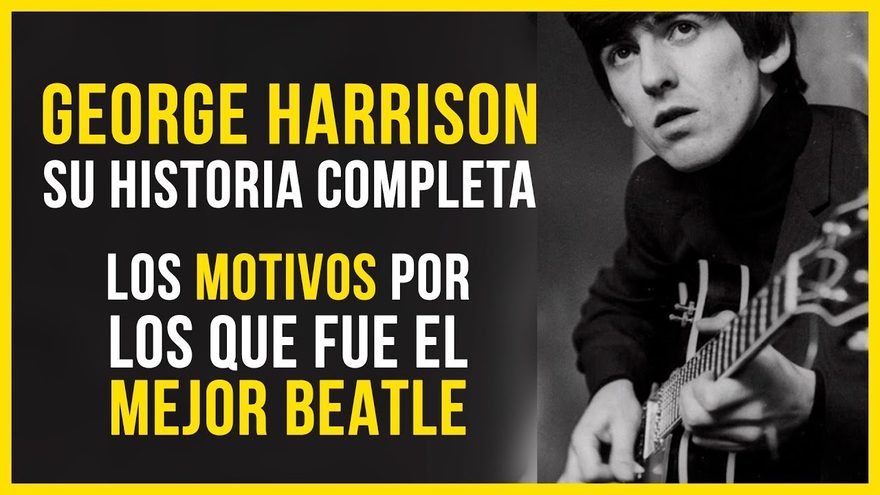 GEORGE HARRISON
SU HISTORIA COMPLETA
LOS MOTIVOS POR
LOS QUE FUE EL
MEJOR BEATLE